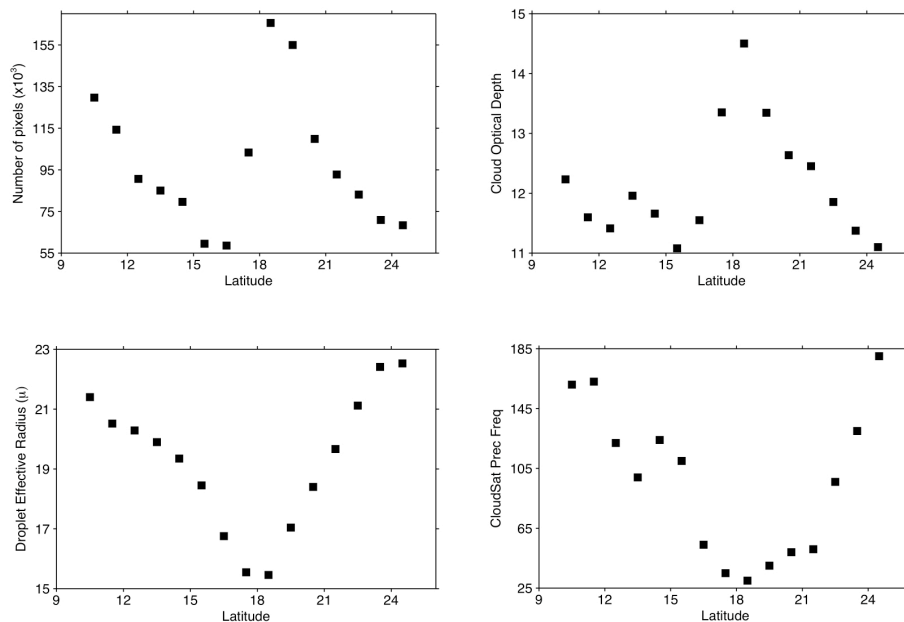 Number of pixels (x10³)
155
135
115
95
75
55
9 12 15 18 21 24
Latitude
Cloud Optical Depth
15
14
13
12
11
9 12 15 18 21 24
Latitude
Droplet Effective Radius (μ)
23
21
19
17
15
9 12 15 18 21 24
Latitude
CloudSat Prec Freq
185
145
105
65
25
9 12 15 18 21 24
Latitude